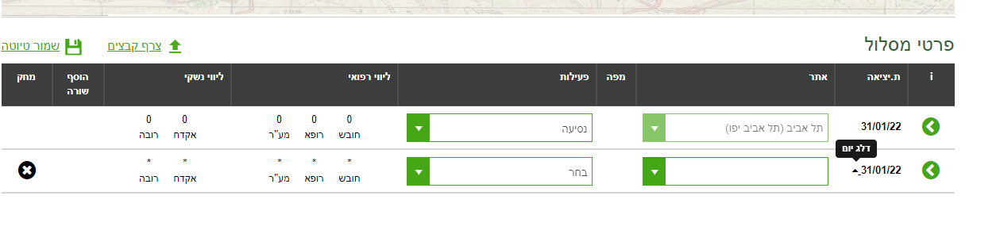 פרטי מסלול
צרף קבצים
שמור טיוטה
i ת.יציאה אתר מפה פעילות ליווי רפואי ליווי נשקי הוסף שורה מחק
31/01/22 תל אביב (תל אביב יפו) נסיעה 0 0 0 0 0
חובש רופא מע"ר אקדח רובה
דלג יום
31/01/22 בחר * * * * *
חובש רופא מע"ר אקדח רובה